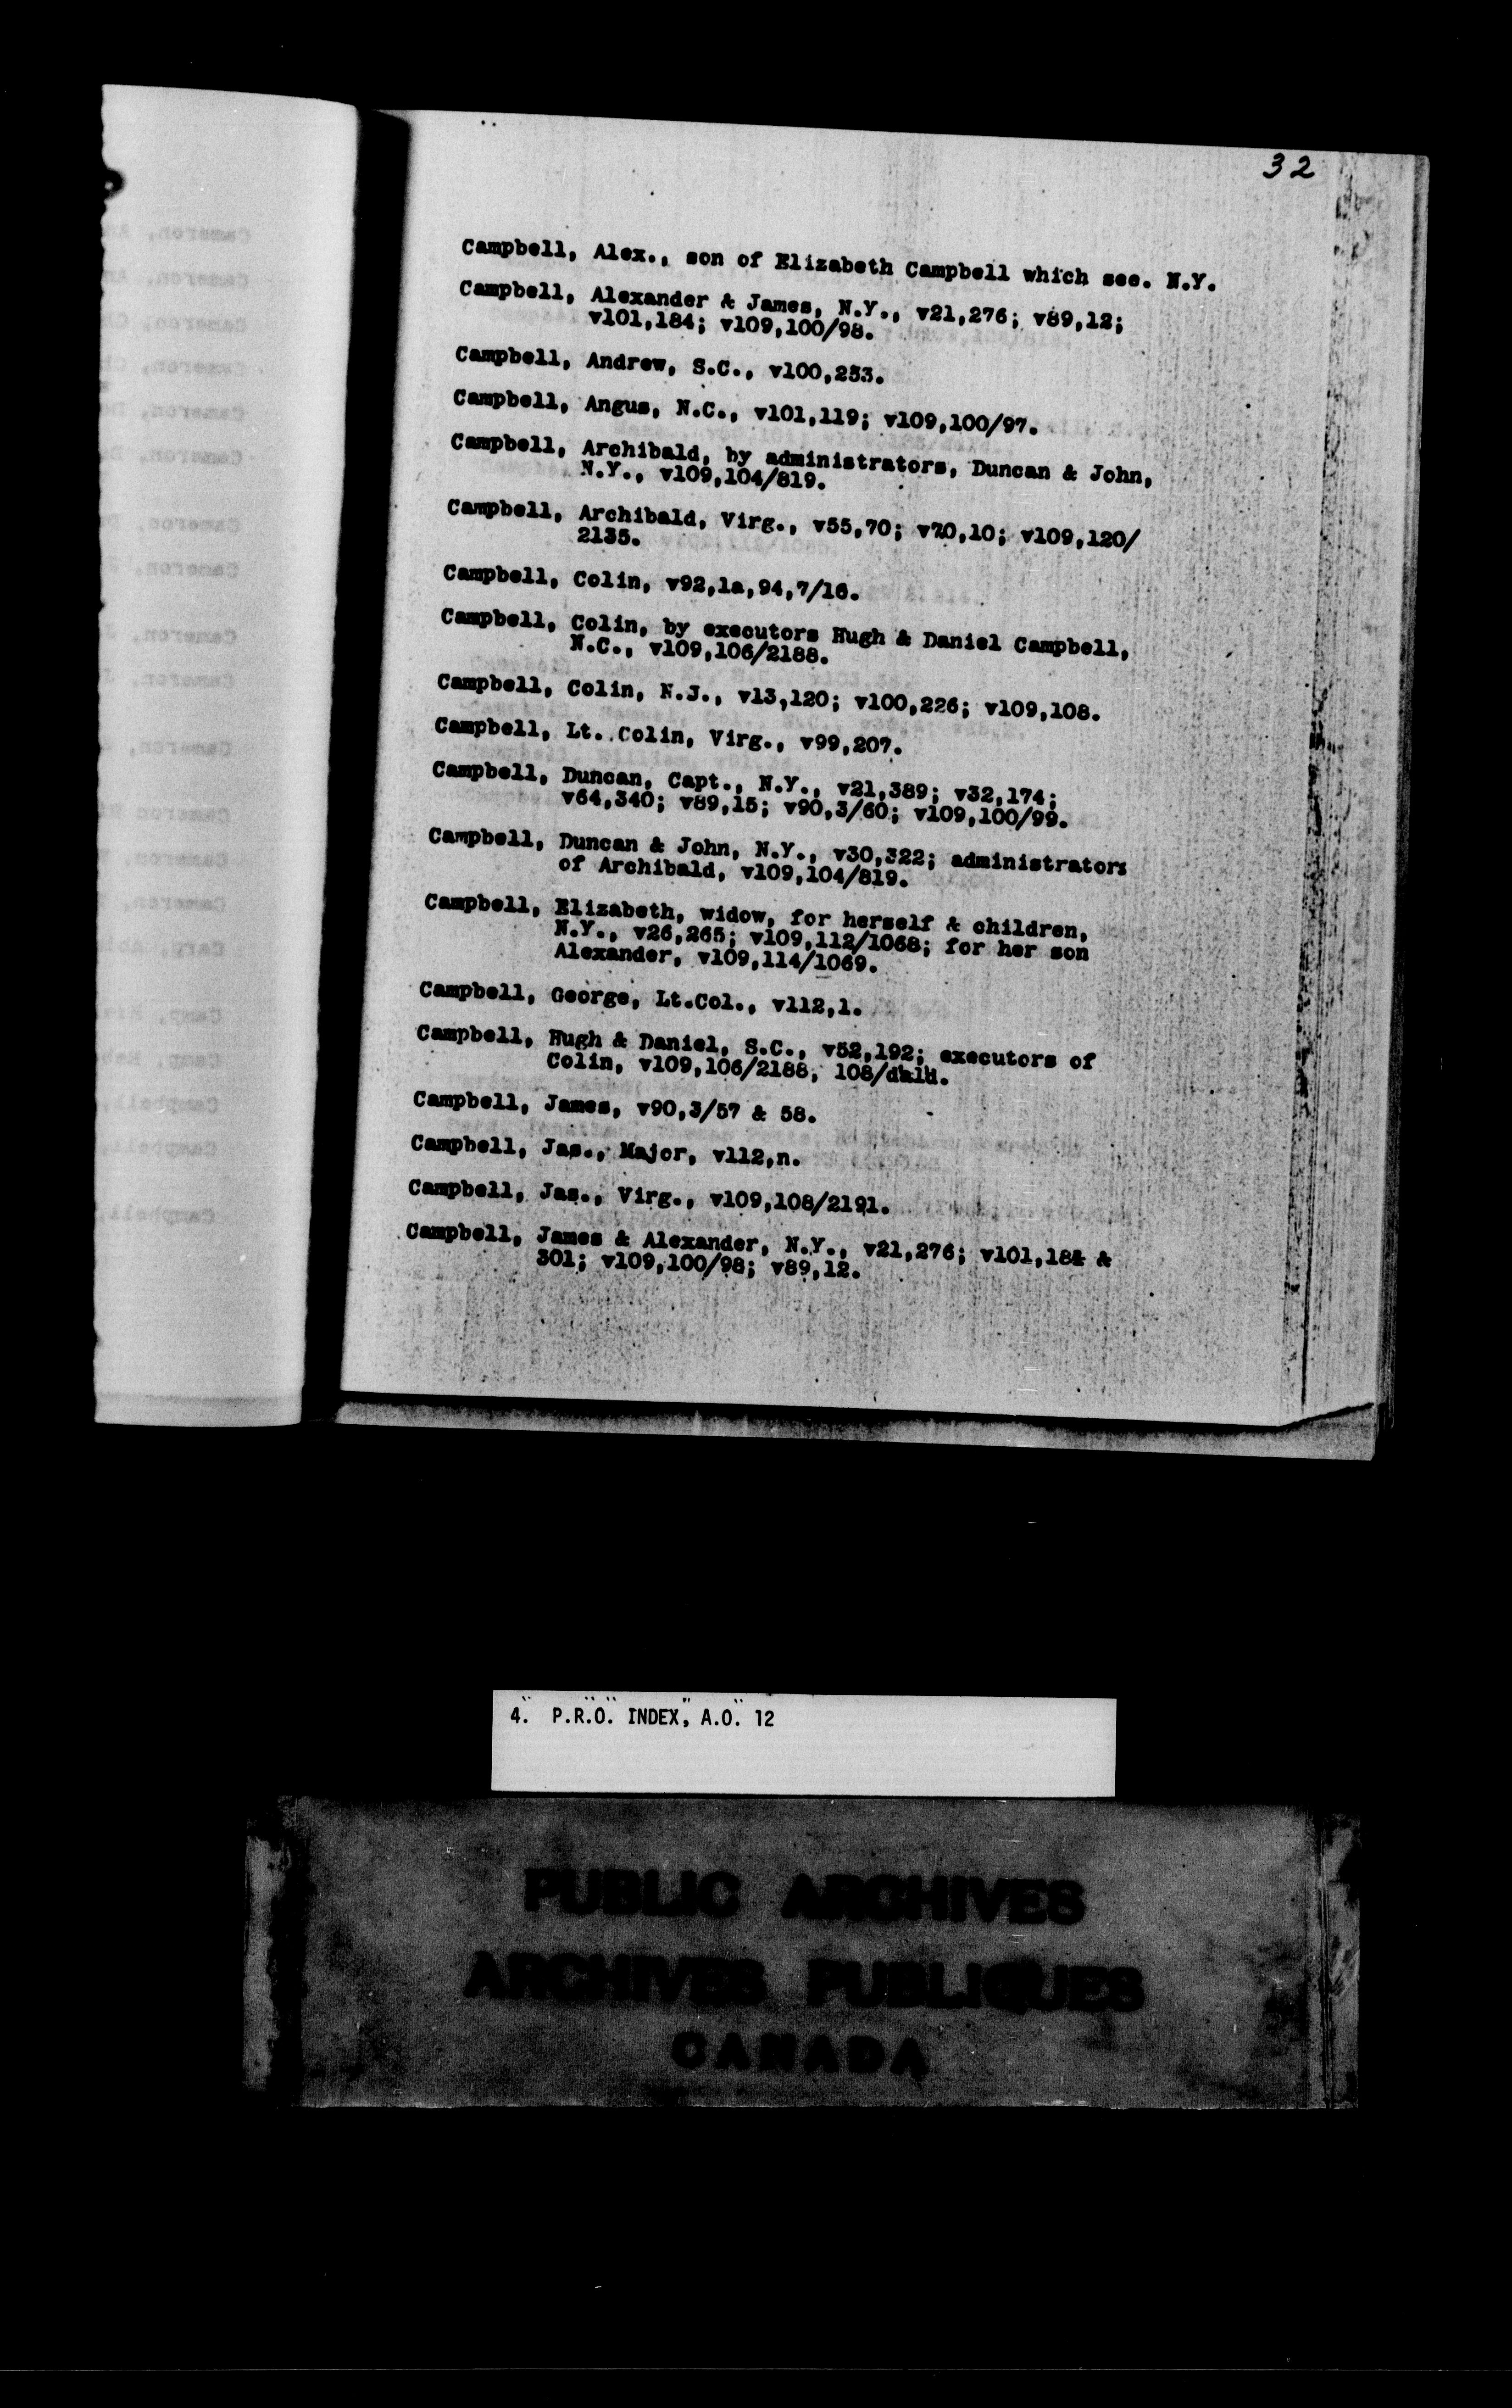 32
Campbell, Alex., son of Elizabeth Campbell which see. N.Y.
Campbell, Alexander & James, N.Y., v21,276; v89,12;
v101,184; v109,100/98.
Campbell, Andrew, S.C., v100,253.
Campbell, Angus, N.C., v101,119; v109,100/97.
Campbell, Archibald, by administrators, Duncan & John,
N.Y., v109,104/819.
Campbell, Archibald, Virg., v55,70; v70,10; v109,120/
2135.
Campbell, Colin, v92,1a,94,7/16.
Campbell, Colin, by executors Hugh & Daniel Campbell,
N.C., v109,106/2188.
Campbell, Colin, N.J., v13,120; v100,226; v109,108.
Campbell, Lt. Colin, Virg., v99,207.
Campbell, Duncan, Capt., N.Y., v21,389; v32,174;
v64,340; v89,15; v90,3/60; v109,100/99.
Campbell, Duncan & John, N.Y., v30,322; administrators
of Archibald, v109,104/819.
Campbell, Elizabeth, widow, for herself & children,
N.Y., v26,265; v109,112/1068; for her son
Alexander, v109,114/1069.
Campbell, George, Lt.Col., v112,1.
Campbell, Hugh & Daniel, S.C., v52,192; executors of
Colin, v109,106/2188, 108/
Campbell, James, v90,3/57 & 58.
Campbell, Jas., Major, v112,n.
Campbell, Jas., Virg., v109,108/2191.
Campbell, James & Alexander, N.Y., v21,276; v101,184 &
301; v109,100/98; v89,12.
4. P.R.O. INDEX, A.O. 12
PUBLIC ARCHIVES
ARCHIVES PUBLIQUES
CANADA